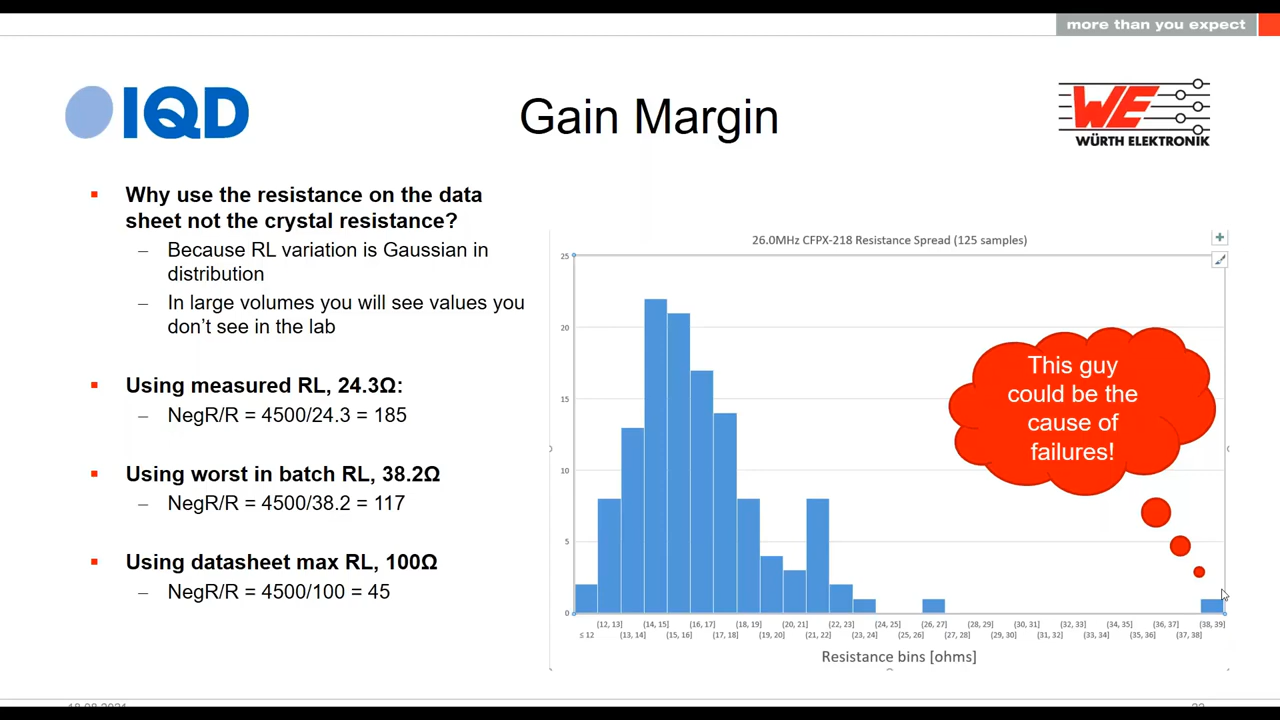 more than you expect
IQD
Gain Margin
WE
WÜRTH ELEKTRONIK
▪ Why use the resistance on the data
sheet not the crystal resistance?
– Because RL variation is Gaussian in
distribution
– In large volumes you will see values you
don't see in the lab
▪ Using measured RL, 24.3Ω:
– NegR/R = 4500/24.3 = 185
▪ Using worst in batch RL, 38.2Ω
– NegR/R = 4500/38.2 = 117
▪ Using datasheet max RL, 100Ω
– NegR/R = 4500/100 = 45
26.0MHz CFPX-218 Resistance Spread (125 samples)
25
20
15
10
5
0
This guy
could be the
cause of
failures!
(12, 13] (14, 15] (16, 17] (18, 19] (20, 21] (22, 23] (24, 25] (26, 27] (28, 29] (30, 31] (32, 33] (34, 35] (36, 37] (38, 39]
≤ 12 (13, 14] (15, 16] (17, 18] (19, 20] (21, 22] (23, 24] (25, 26] (27, 28] (29, 30] (31, 32] (33, 34] (35, 36] (37, 38]
Resistance bins [ohms]